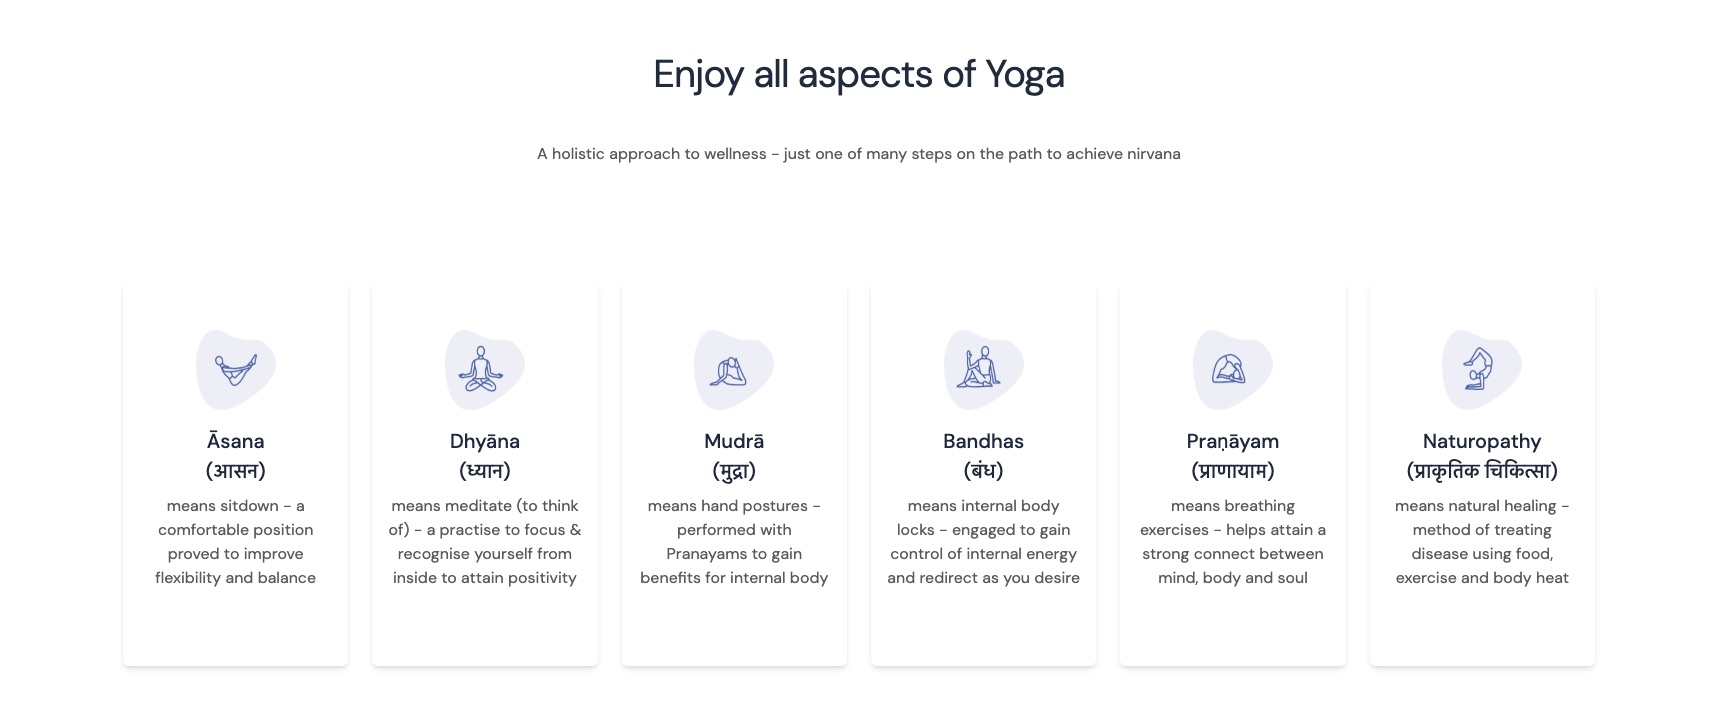 Enjoy all aspects of Yoga
A holistic approach to wellness - just one of many steps on the path to achieve nirvana
Āsana
(आसन)
means sitdown - a
comfortable position
proved to improve
flexibility and balance
Dhyāna
(ध्यान)
means meditate (to think
of) - a practise to focus &
recognise yourself from
inside to attain positivity
Mudrā
(मुद्रा)
means hand postures -
performed with
Pranayams to gain
benefits for internal body
Bandhas
(बंध)
means internal body
locks - engaged to gain
control of internal energy
and redirect as you desire
Praṇāyam
(प्राणायाम)
means breathing
exercises - helps attain a
strong connect between
mind, body and soul
Naturopathy
(प्राकृतिक चिकित्सा)
means natural healing -
method of treating
disease using food,
exercise and body heat